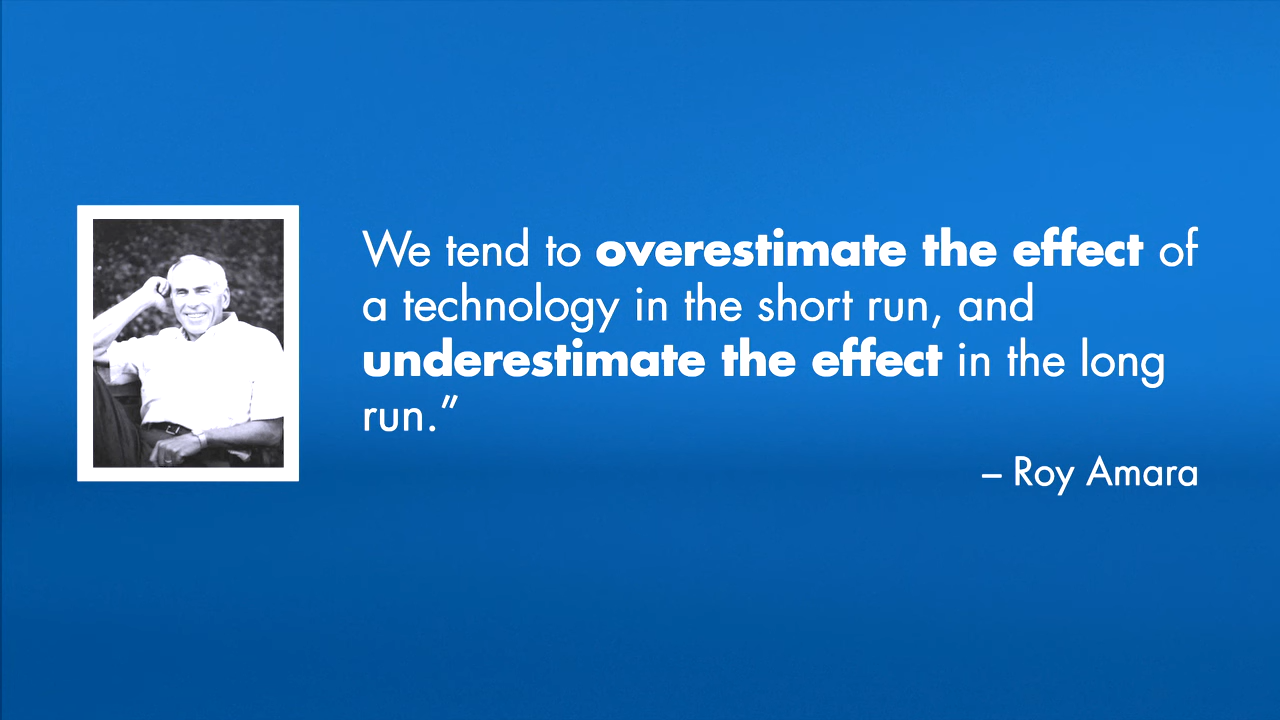 We tend to overestimate the effect of
a technology in the short run, and
underestimate the effect in the long
run.”
– Roy Amara